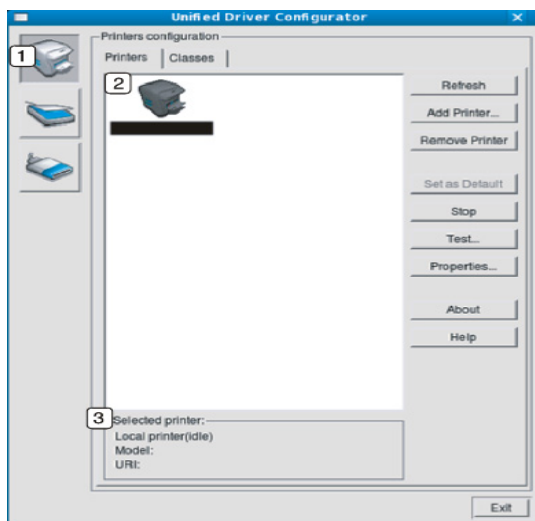 Unified Driver Configurator
1
Printers configuration
Printers Classes
2
Refresh
Add Printer...
Remove Printer
Set as Default
Stop
Test...
Properties...
About
Help
3
Selected printer:
Local printer(idle)
Model:
URI:
Exit